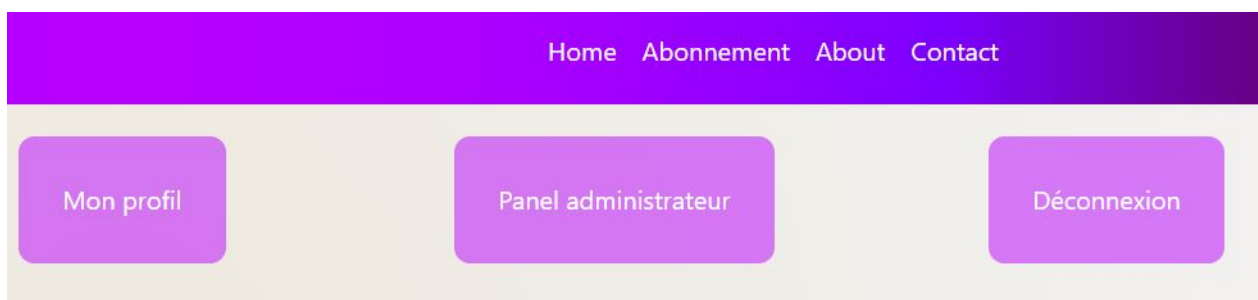 Home Abonnement About Contact
Mon profil Panel administrateur Déconnexion